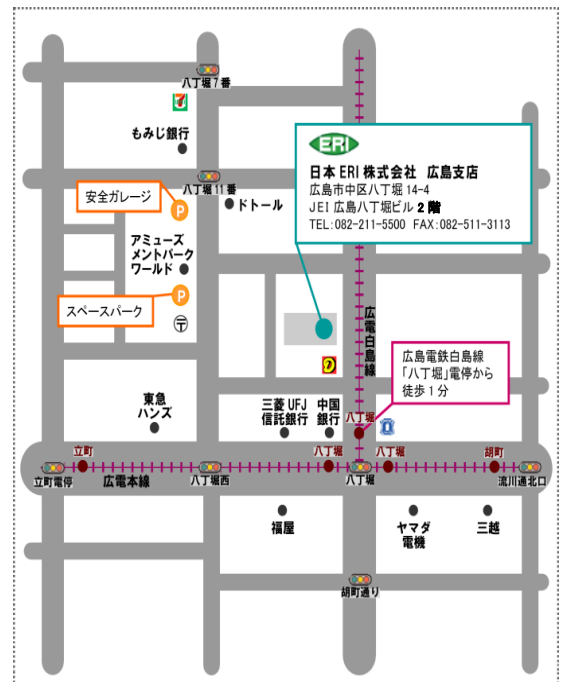 八丁堀7番
7
もみじ銀行
ERI
日本ERI株式会社 広島支店
広島市中区八丁堀 14-4
JEI 広島八丁堀ビル 2 階
TEL:082-211-5500 FAX:082-511-3113
八丁堀11番
安全ガレージ
P
ドトール
アミューズ
メントパーク
ワールド
P
スペースパーク
〒
広電白島線
広島電鉄白島線
「八丁堀」電停から
徒歩1分
東急
ハンズ
三菱UFJ
信託銀行
中国
銀行
八丁堀
立町
八丁堀
八丁堀
胡町
立町電停
広電本線
八丁堀西
八丁堀
流川通北口
福屋
ヤマダ
電機
三越
胡町通り